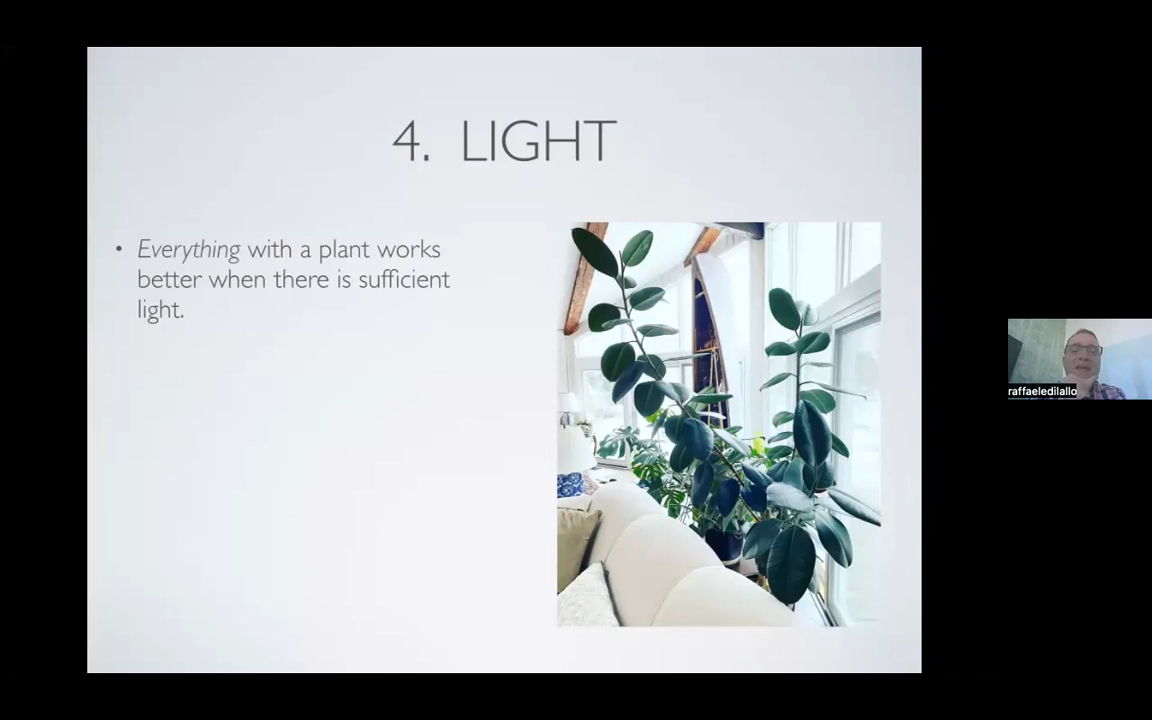 4. LIGHT
• Everything with a plant works
better when there is sufficient
light.
raffaeledilallo